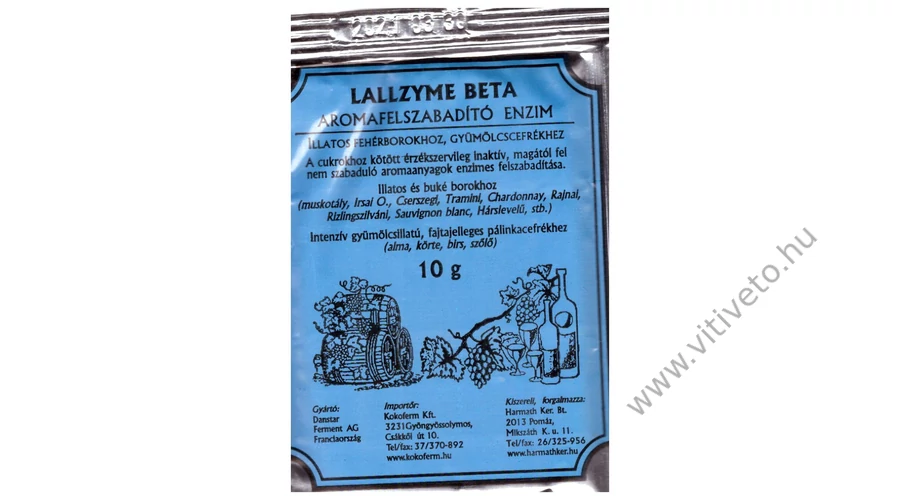 2021 03 30
LALLZYME BETA
AROMAFELSZABADÍTÓ ENZIM
ILLATOS FEHÉRBOROKHOZ, GYÜMÖLCSCEFRÉKHEZ
A cukrokhoz kötött érzékszervileg inaktív, magától fel
nem szabaduló aromaanyagok enzimes felszabadítása.
Illatos és buké borokhoz
(muskotály, Irsai O., Cserszegi, Tramini, Chardonnay, Rajnai,
Rizlingszilváni, Sauvignon blanc, Hárslevelű, stb.)
Intenzív gyümölcsillatú, fajtajelleges pálinkacefrékhez
(alma, körte, birs, szőlő)
10 g
Gyártó:
Danstar
Ferment AG
Franciaország
Importőr:
Kokoferm Kft.
3231Gyöngyössolymos,
Csákkői út 10.
Tel/fax: 37/370-892
www.kokoferm.hu
Kiszereli, forgalmazza:
Harmath Ker. Bt.
2013 Pomáz,
Mikszáth K. u. 11.
Tel/fax: 26/325-956
www.harmathker.hu
www.vitiveto.hu